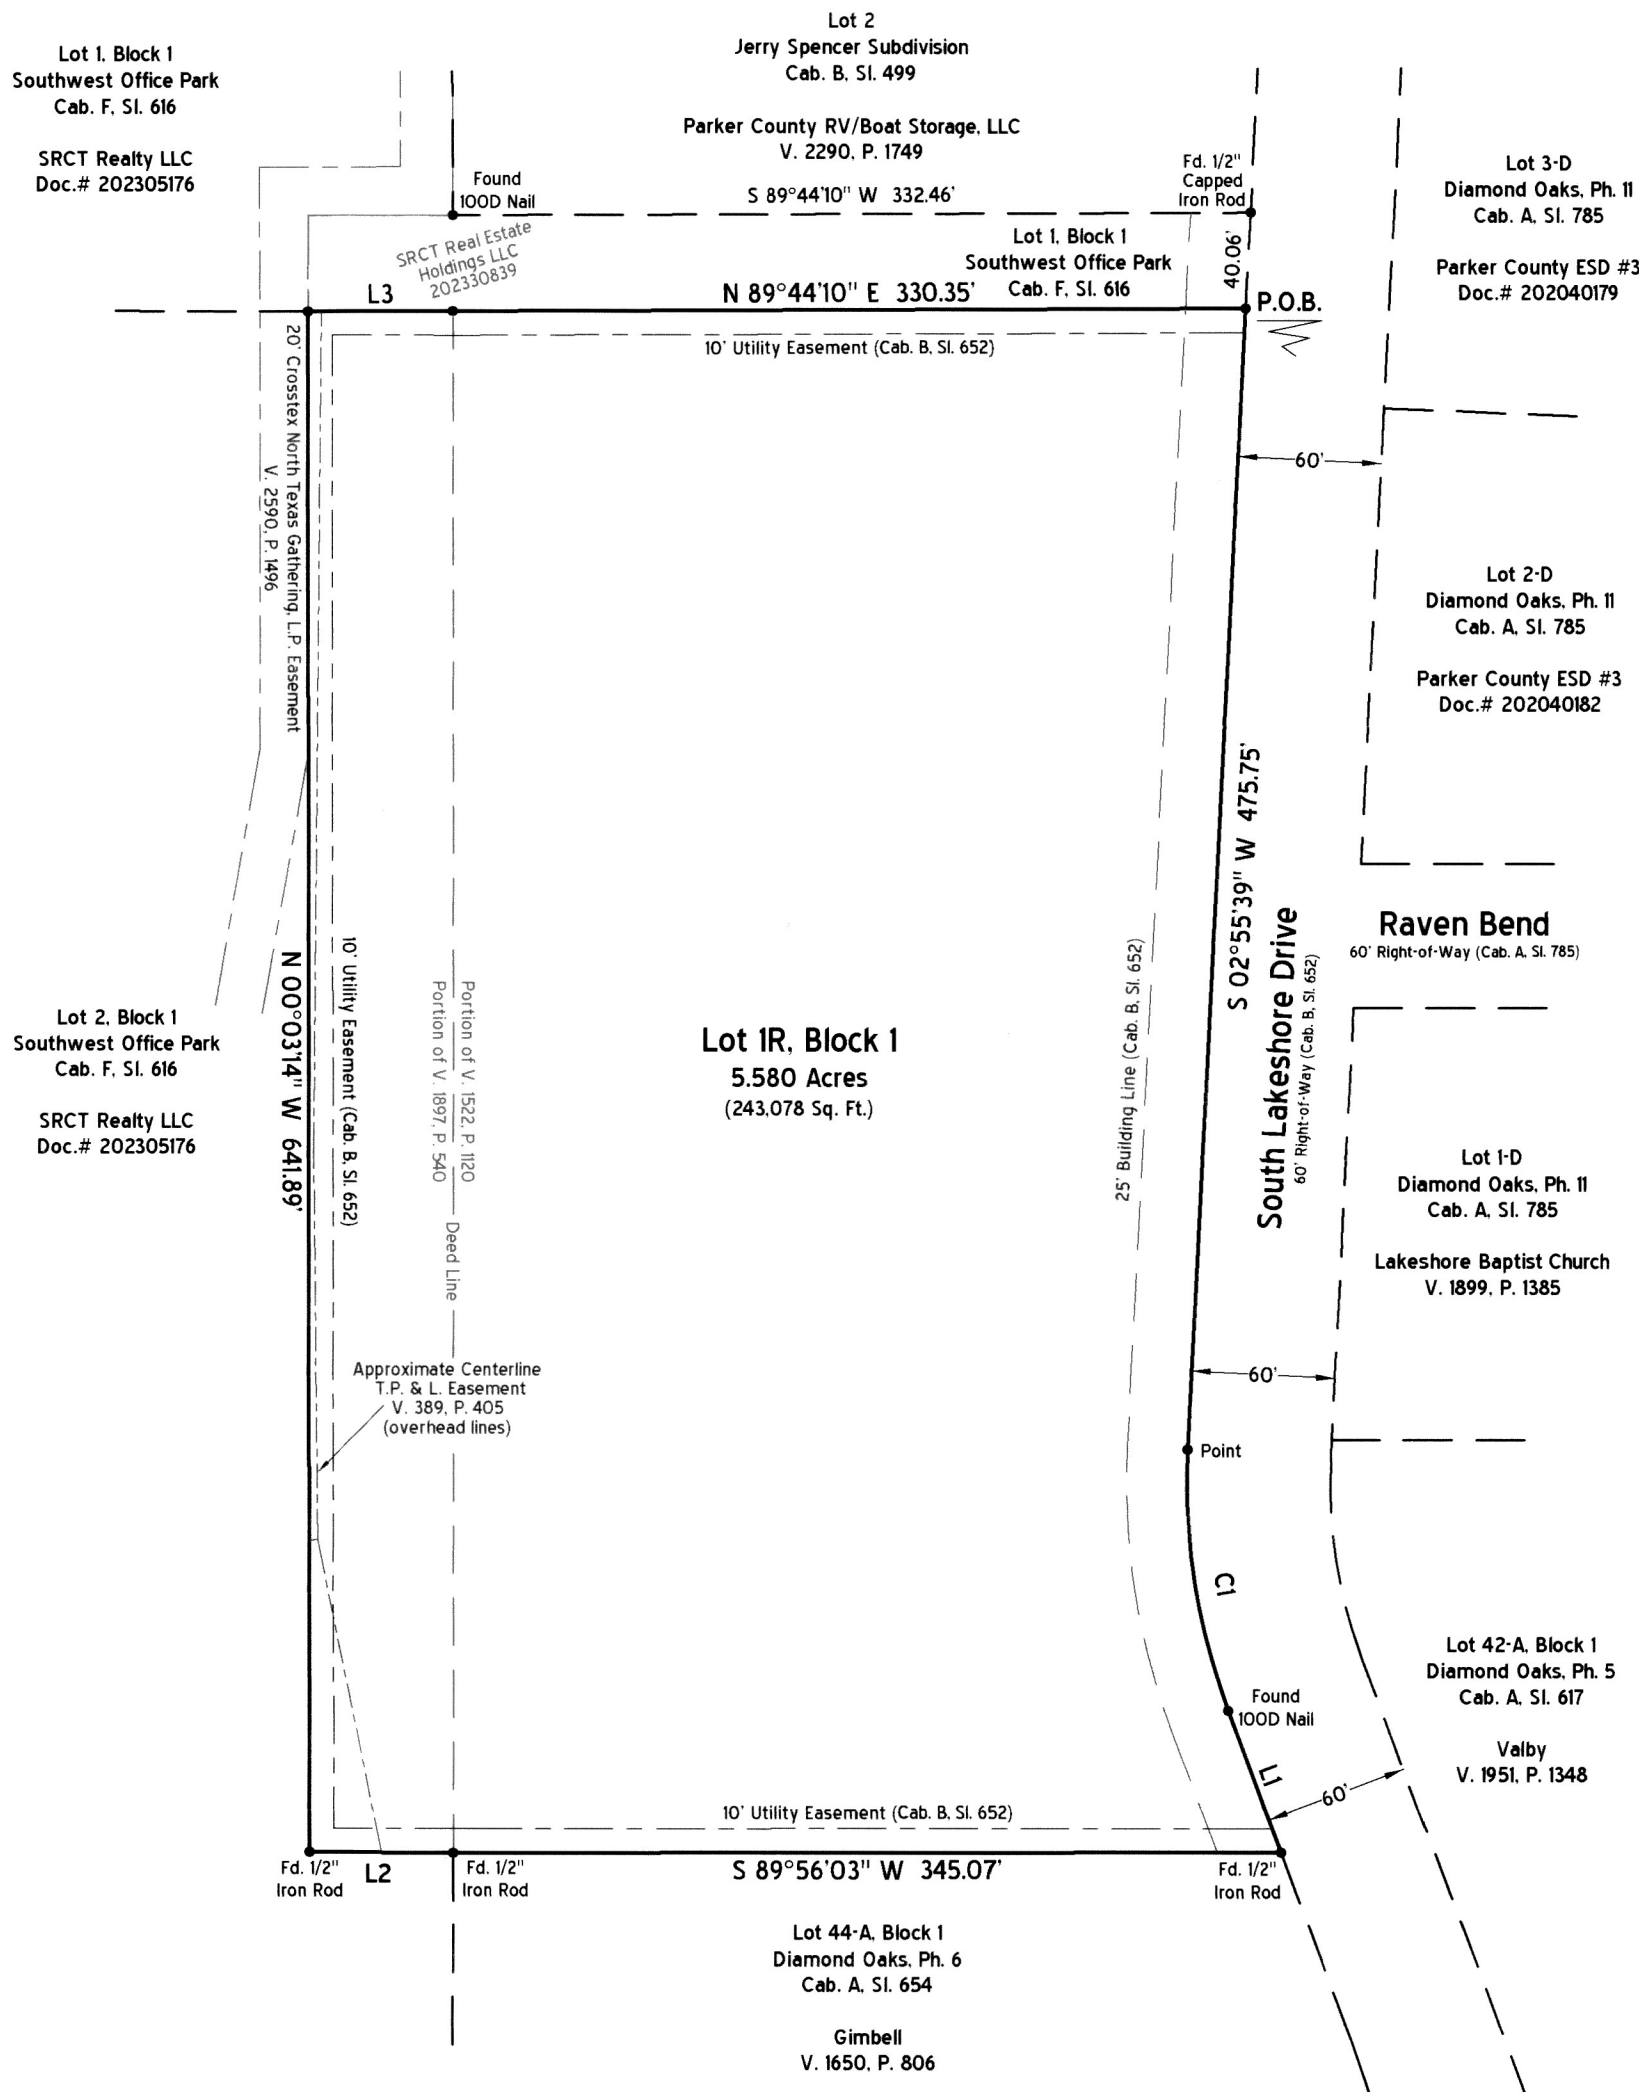 Lot 1, Block 1
Southwest Office Park
Cab. F, Sl. 616
SRCT Realty LLC
Doc.# 202305176
Lot 2
Jerry Spencer Subdivision
Cab. B, Sl. 499
Parker County RV/Boat Storage, LLC
V. 2290, P. 1749
S 89°44'10" W 332.46'
Found
100D Nail
Fd. 1/2"
Capped
Iron Rod
Lot 3-D
Diamond Oaks, Ph. 11
Cab. A, Sl. 785
Parker County ESD #3
Doc.# 202040179
SRCT Real Estate
Holdings LLC
202330839
Lot 1, Block 1
Southwest Office Park
Cab. F, Sl. 616
40.06'
L3
N 89°44'10" E 330.35'
P.O.B.
10' Utility Easement (Cab. B, Sl. 652)
20' Crosstex North Texas Gathering, L.P. Easement
V. 2590, P. 1496
60'
Lot 2-D
Diamond Oaks, Ph. 11
Cab. A, Sl. 785
Parker County ESD #3
Doc.# 202040182
S 02°55'39" W 475.75'
South Lakeshore Drive
60' Right-of-Way (Cab. B, Sl. 652)
Raven Bend
60' Right-of-Way (Cab. A, Sl. 785)
25' Building Line (Cab. B, Sl. 652)
N 00°03'14" W 641.89'
10' Utility Easement (Cab. B, Sl. 652)
Portion of V. 1522, P. 1120
Portion of V. 1897, P. 540
Deed Line
Lot 2, Block 1
Southwest Office Park
Cab. F, Sl. 616
SRCT Realty LLC
Doc.# 202305176
Lot 1R, Block 1
5.580 Acres
(243,078 Sq. Ft.)
Lot 1-D
Diamond Oaks, Ph. 11
Cab. A, Sl. 785
Lakeshore Baptist Church
V. 1899, P. 1385
Approximate Centerline
T.P. & L. Easement
V. 389, P. 405
(overhead lines)
60'
Point
C1
Found
100D Nail
L1
60'
Lot 42-A, Block 1
Diamond Oaks, Ph. 5
Cab. A, Sl. 617
Valby
V. 1951, P. 1348
10' Utility Easement (Cab. B, Sl. 652)
Fd. 1/2"
Iron Rod
L2
Fd. 1/2"
Iron Rod
S 89°56'03" W 345.07'
Fd. 1/2"
Iron Rod
Lot 44-A, Block 1
Diamond Oaks, Ph. 6
Cab. A, Sl. 654
Gimbell
V. 1650, P. 806